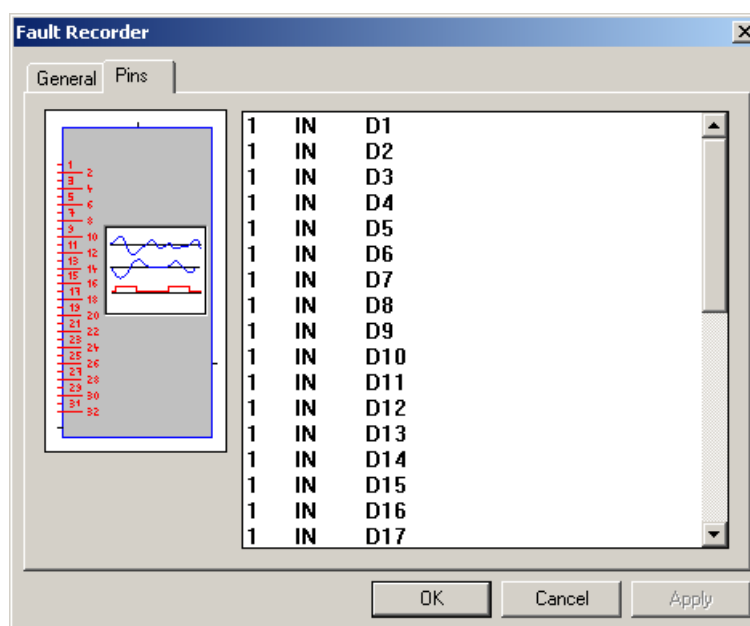 Fault Recorder
General Pins
1 IN D1
1 IN D2
1 IN D3
1 IN D4
1 IN D5
1 IN D6
1 IN D7
1 IN D8
1 IN D9
1 IN D10
1 IN D11
1 IN D12
1 IN D13
1 IN D14
1 IN D15
1 IN D16
1 IN D17
1
2
3
4
5
6
7
8
9
10
11
12
13
14
15
16
17
18
19
20
21
22
23
24
25
26
27
28
29
30
31
32
OK Cancel Apply